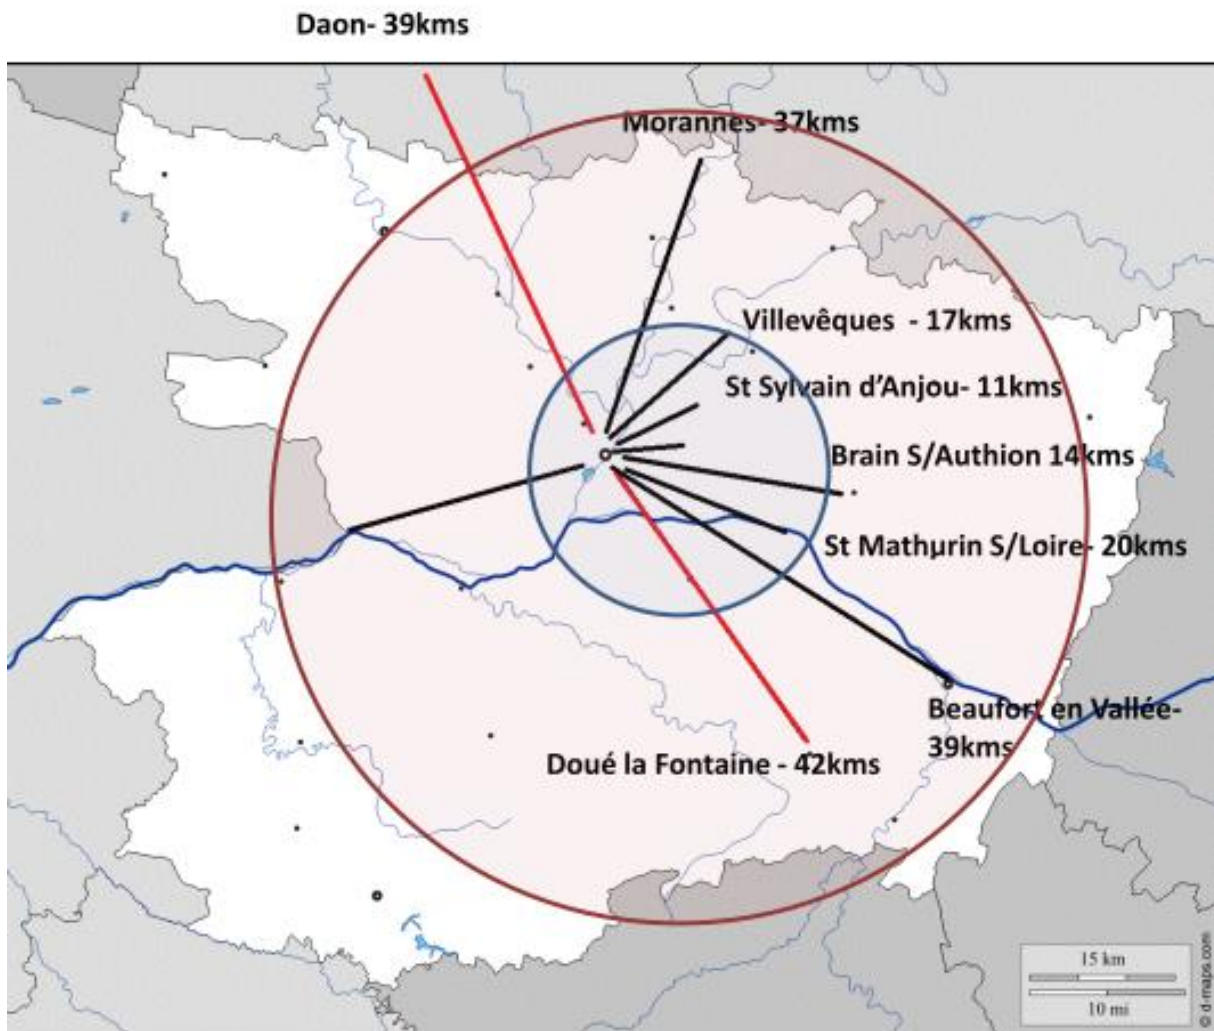 Daon- 39kms
Morannes- 37kms
Villevêques - 17kms
St Sylvain d'Anjou- 11kms
Brain S/Authion 14kms
St Mathurin S/Loire- 20kms
Beaufort en Vallée-
39kms
Doué la Fontaine - 42kms
15 km
10 mi
© d-maps.com